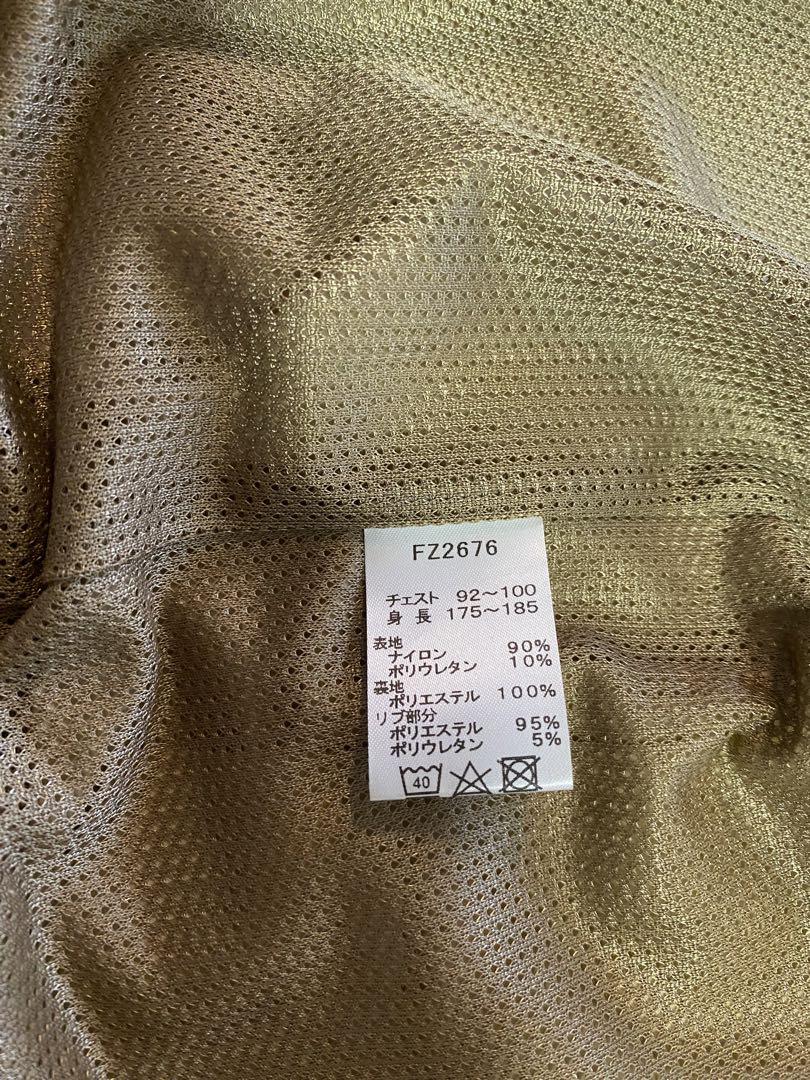 FZ2676
チェスト 92～100
身 長 175～185
表地
ナイロン 90%
ポリウレタン 10%
裏地
ポリエステル 100%
リブ部分
ポリエステル 95%
ポリウレタン 5%
40